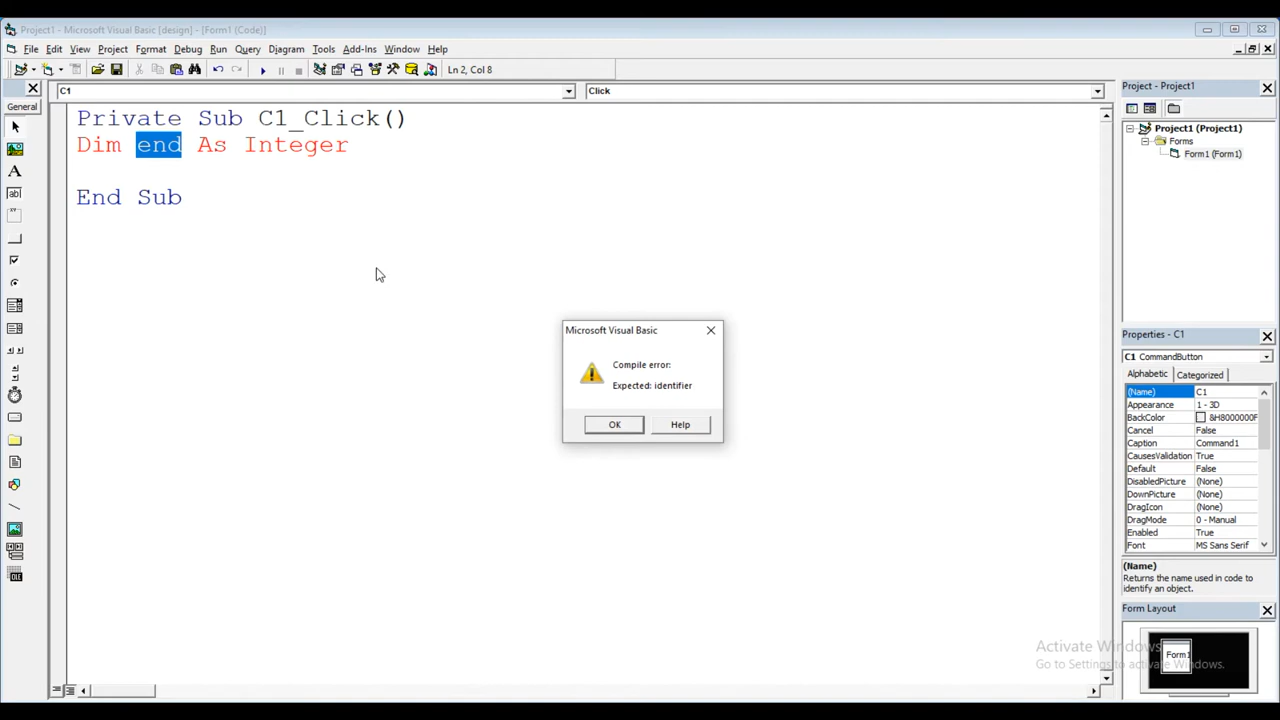 Project1 - Microsoft Visual Basic [design] - [Form1 (Code)]
File Edit View Project Format Debug Run Query Diagram Tools Add-Ins Window Help
Ln 2, Col 8
C1
Click
Project - Project1
General
Private Sub C1_Click()
Dim end As Integer
End Sub
Project1 (Project1)
Forms
Form1 (Form1)
Microsoft Visual Basic
Compile error:
Expected: identifier
OK
Help
Properties - C1
C1 CommandButton
Alphabetic Categorized
(Name) C1
Appearance 1 - 3D
BackColor &H8000000F
Cancel False
Caption Command1
CausesValidation True
Default False
DisabledPicture (None)
DownPicture (None)
DragIcon (None)
DragMode 0 - Manual
Enabled True
Font MS Sans Serif
(Name)
Returns the name used in code to
identify an object.
Form Layout
Form1
Activate Windows
Go to Settings to activate Windows.